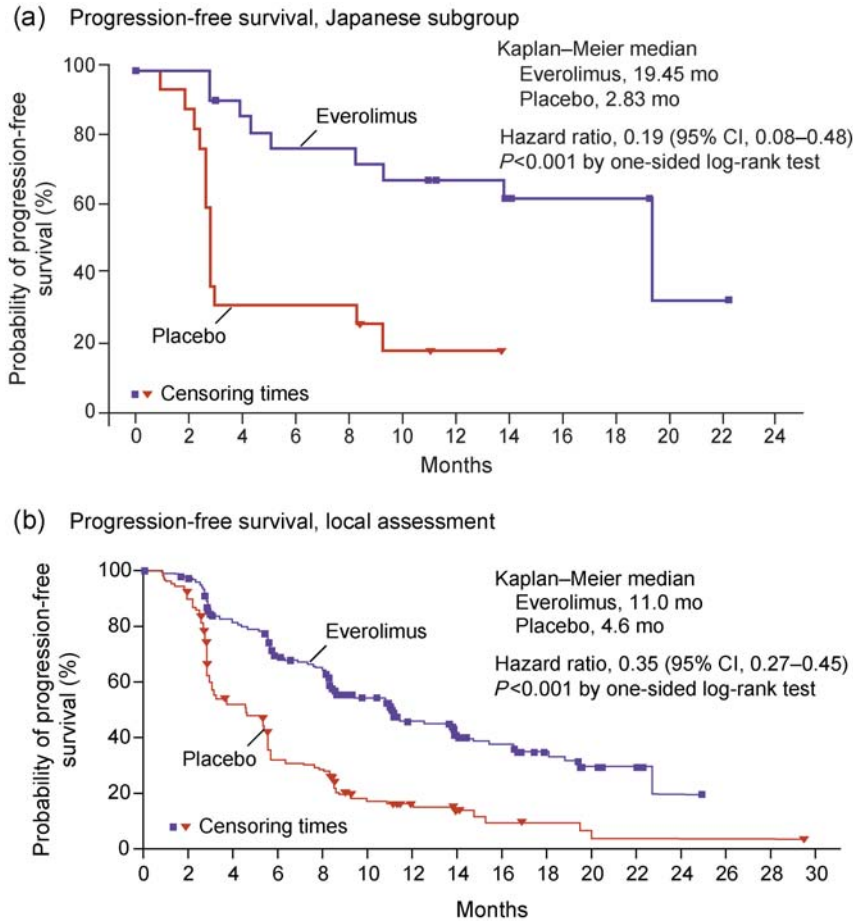 (a) Progression-free survival, Japanese subgroup
Kaplan–Meier median
Everolimus, 19.45 mo
Placebo, 2.83 mo
Hazard ratio, 0.19 (95% CI, 0.08–0.48)
P<0.001 by one-sided log-rank test
Probability of progression-free
survival (%)
100
80
60
40
20
0
Everolimus
Placebo
Censoring times
0 2 4 6 8 10 12 14 16 18 20 22 24
Months
(b) Progression-free survival, local assessment
Kaplan–Meier median
Everolimus, 11.0 mo
Placebo, 4.6 mo
Hazard ratio, 0.35 (95% CI, 0.27–0.45)
P<0.001 by one-sided log-rank test
Probability of progression-free
survival (%)
100
80
60
40
20
0
Everolimus
Placebo
Censoring times
0 2 4 6 8 10 12 14 16 18 20 22 24 26 28 30
Months